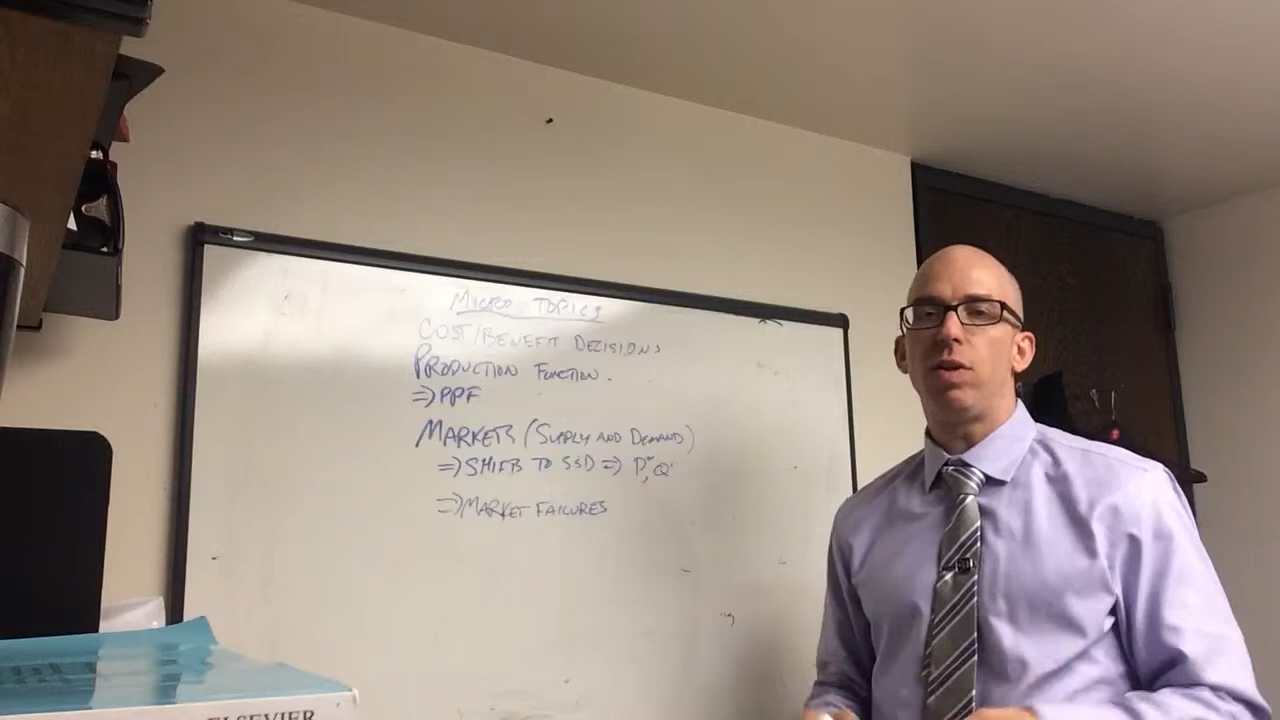 MICRO TOPICS
COST/BENEFIT DECISIONS
PRODUCTION FUNCTION.
⇒PPF
MARKETS (SUPPLY AND DEMAND)
⇒SHIFTS TO S&D ⇒ P*, Q*
⇒MARKET FAILURES
ELSEVIER